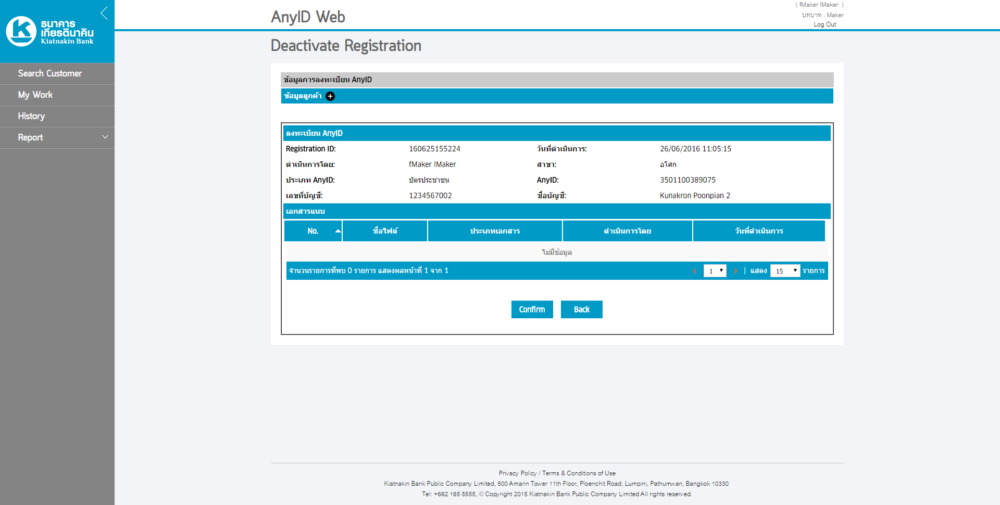 ธนาคาร
เกียรตินาคิน
Kiatnakin Bank
Search Customer
My Work
History
Report
AnyID Web
( fMaker lMaker )
บทบาท : Maker
Log Out
Deactivate Registration
ข้อมูลการลงทะเบียน AnyID
ข้อมูลลูกค้า
ลงทะเบียน AnyID
Registration ID: 160625155224 วันที่ดำเนินการ: 26/06/2016 11:05:15
ดำเนินการโดย: fMaker lMaker สาขา: อโศก
ประเภท AnyID: บัตรประชาชน AnyID: 3501100389075
เลขที่บัญชี: 1234567002 ชื่อบัญชี: Kunakron Poonpian 2
เอกสารแนบ
No. ชื่อไฟล์ ประเภทเอกสาร ดำเนินการโดย วันที่ดำเนินการ
ไม่มีข้อมูล
จำนวนรายการที่พบ 0 รายการ แสดงผลหน้าที่ 1 จาก 1 1 | แสดง 15 รายการ
Confirm Back
Privacy Policy / Terms & Conditions of Use
Kiatnakin Bank Public Company Limited, 500 Amarin Tower 11th Floor, Ploenchit Road, Lumpini, Pathumwan, Bangkok 10330
Tel: +662 165 5555, © Copyright 2015 Kiatnakin Bank Public Company Limited All rights reserved.